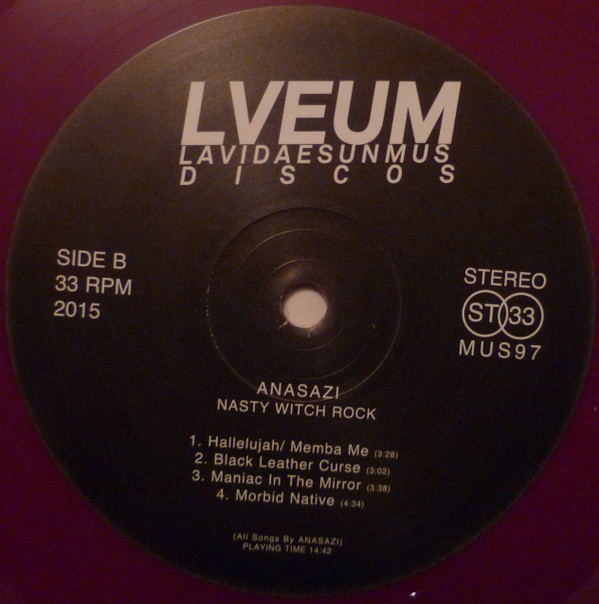 LVEUM
LAVIDAESUNMUS
DISCOS
SIDE B
33 RPM
2015
STEREO
ST 33
MUS97
ANASAZI
NASTY WITCH ROCK
1. Hallelujah/ Memba Me (3:28)
2. Black Leather Curse (3:02)
3. Maniac In The Mirror (3:38)
4. Morbid Native (4:34)
(All Songs By ANASAZI)
PLAYING TIME 14:42